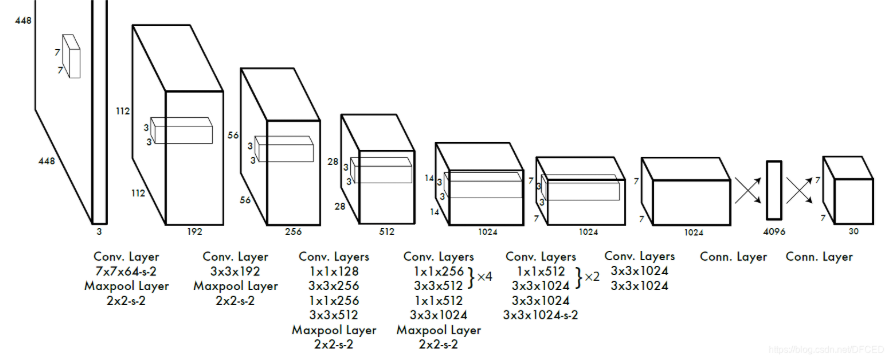 448
7
7
448
3
112
3
3
112
192
56
3
3
56
256
28
3
3
28
512
14
3
3
14
1024
7
3
3
7
1024
7
7
1024
4096
7
7
30
Conv. Layer
7x7x64-s-2
Maxpool Layer
2x2-s-2
Conv. Layer
3x3x192
Maxpool Layer
2x2-s-2
Conv. Layers
1x1x128
3x3x256
1x1x256
3x3x512
Maxpool Layer
2x2-s-2
Conv. Layers
1x1x256
3x3x512
}×4
1x1x512
3x3x1024
Maxpool Layer
2x2-s-2
Conv. Layers
1x1x512
3x3x1024
}×2
3x3x1024
3x3x1024-s-2
Conv. Layers
3x3x1024
3x3x1024
Conn. Layer
Conn. Layer